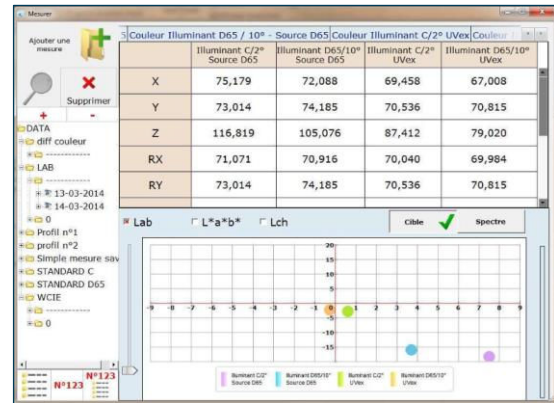 Mesurer
Ajouter une
mesure
Supprimer
+ -
DATA
diff couleur
------------
LAB
------------
13-03-2014
14-03-2014
0
Profil n°1
profil n°2
Simple mesure sav
STANDARD C
STANDARD D65
WCIE
------------
0
N°123
N°123
5 Couleur Illuminant D65 / 10° - Source D65 Couleur Illuminant C/2° UVex Couleur
Illuminant C/2° Source D65 Illuminant D65/10° Source D65 Illuminant C/2° UVex Illuminant D65/10° UVex
X 75,179 72,088 69,458 67,008
Y 73,014 74,185 70,536 70,815
Z 116,819 105,076 87,412 79,020
RX 71,071 70,916 70,040 69,984
RY 73,014 74,185 70,536 70,815
Lab L*a*b* Lch Cible Spectre
20
15
10
5
-9 -8 -7 -6 -5 -4 -3 -2 -1 0 1 2 3 4 5 6 7 8 9
-5
-10
-15
Illuminant C/2° Source D65 Illuminant D65/10° Source D65 Illuminant C/2° UVex Illuminant D65/10° UVex